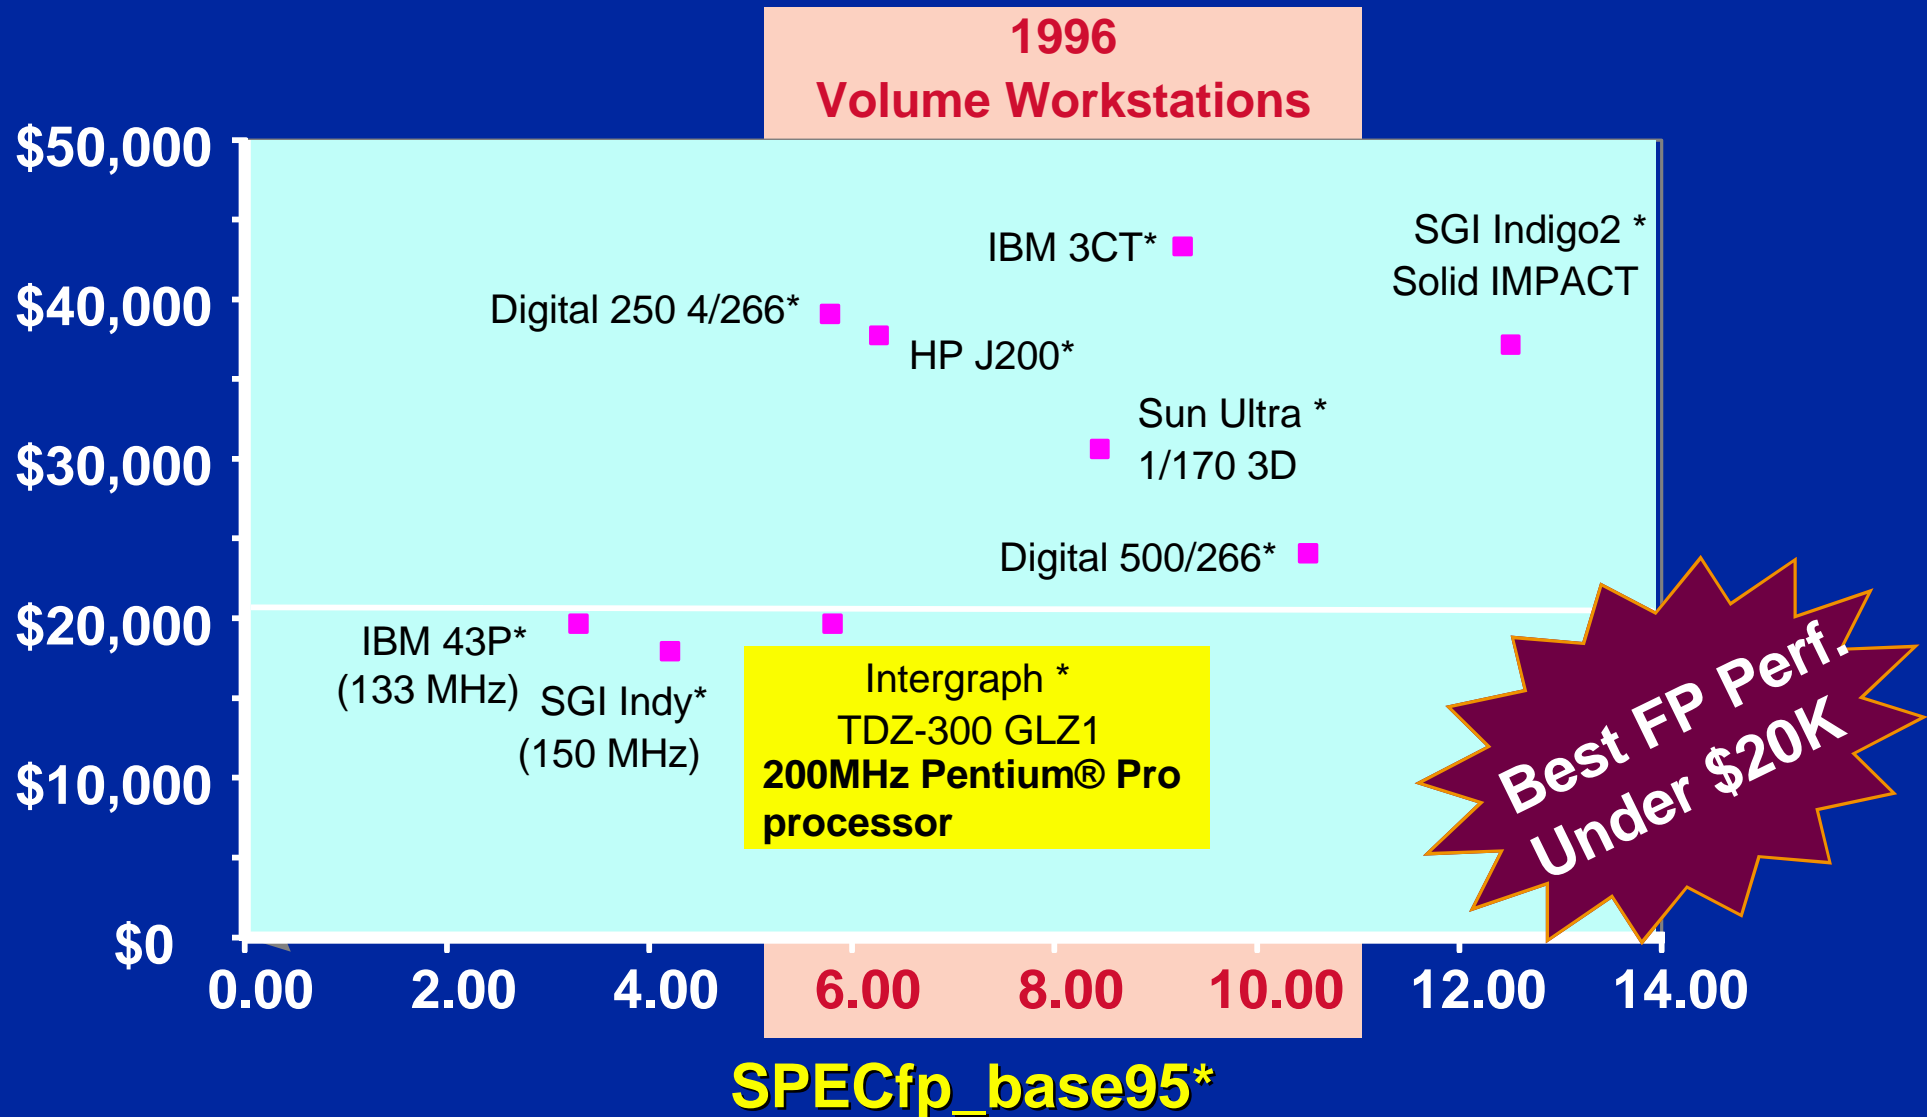 1996
Volume Workstations
$50,000
$40,000
$30,000
$20,000
$10,000
$0
IBM 3CT*
SGI Indigo2 *
Solid IMPACT
Digital 250 4/266*
HP J200*
Sun Ultra *
1/170 3D
Digital 500/266*
IBM 43P*
(133 MHz)
SGI Indy*
(150 MHz)
Intergraph *
TDZ-300 GLZ1
200MHz Pentium® Pro
processor
Best FP Perf.
Under $20K
0.00 2.00 4.00 6.00 8.00 10.00 12.00 14.00
SPECfp_base95*